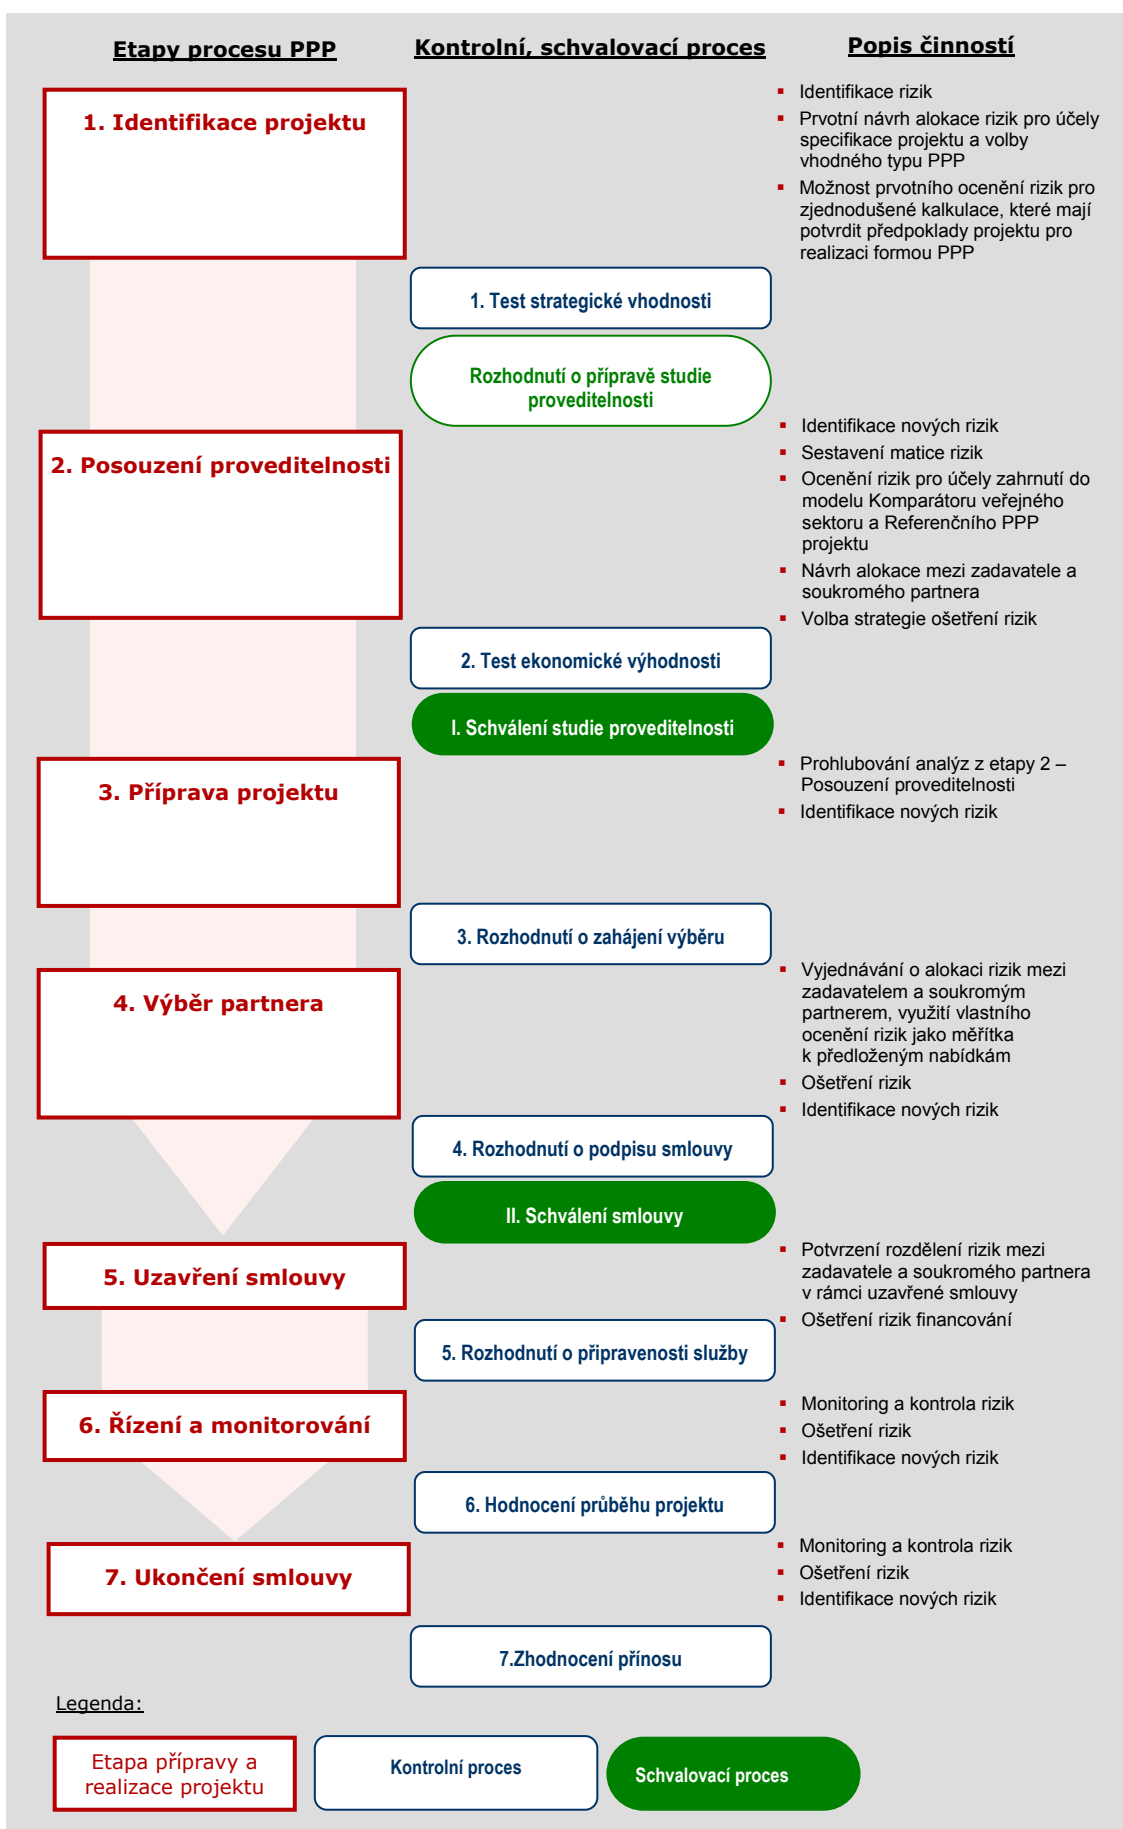 Etapy procesu PPP
Kontrolní, schvalovací proces
Popis činností
1. Identifikace projektu
▪ Identifikace rizik
▪ Prvotní návrh alokace rizik pro účely
specifikace projektu a volby
vhodného typu PPP
▪ Možnost prvotního ocenění rizik pro
zjednodušené kalkulace, které mají
potvrdit předpoklady projektu pro
realizaci formou PPP
1. Test strategické vhodnosti
Rozhodnutí o přípravě studie
proveditelnosti
2. Posouzení proveditelnosti
▪ Identifikace nových rizik
▪ Sestavení matice rizik
▪ Ocenění rizik pro účely zahrnutí do
modelu Komparátoru veřejného
sektoru a Referenčního PPP
projektu
▪ Návrh alokace mezi zadavatele a
soukromého partnera
▪ Volba strategie ošetření rizik
2. Test ekonomické výhodnosti
I. Schválení studie proveditelnosti
3. Příprava projektu
▪ Prohlubování analýz z etapy 2 –
Posouzení proveditelnosti
▪ Identifikace nových rizik
3. Rozhodnutí o zahájení výběru
4. Výběr partnera
▪ Vyjednávání o alokaci rizik mezi
zadavatelem a soukromým
partnerem, využití vlastního
ocenění rizik jako měřítka
k předloženým nabídkám
▪ Ošetření rizik
▪ Identifikace nových rizik
4. Rozhodnutí o podpisu smlouvy
II. Schválení smlouvy
5. Uzavření smlouvy
▪ Potvrzení rozdělení rizik mezi
zadavatele a soukromého partnera
v rámci uzavřené smlouvy
▪ Ošetření rizik financování
5. Rozhodnutí o připravenosti služby
6. Řízení a monitorování
▪ Monitoring a kontrola rizik
▪ Ošetření rizik
▪ Identifikace nových rizik
6. Hodnocení průběhu projektu
7. Ukončení smlouvy
▪ Monitoring a kontrola rizik
▪ Ošetření rizik
▪ Identifikace nových rizik
7.Zhodnocení přínosu
Legenda:
Etapa přípravy a
realizace projektu
Kontrolní proces
Schvalovací proces